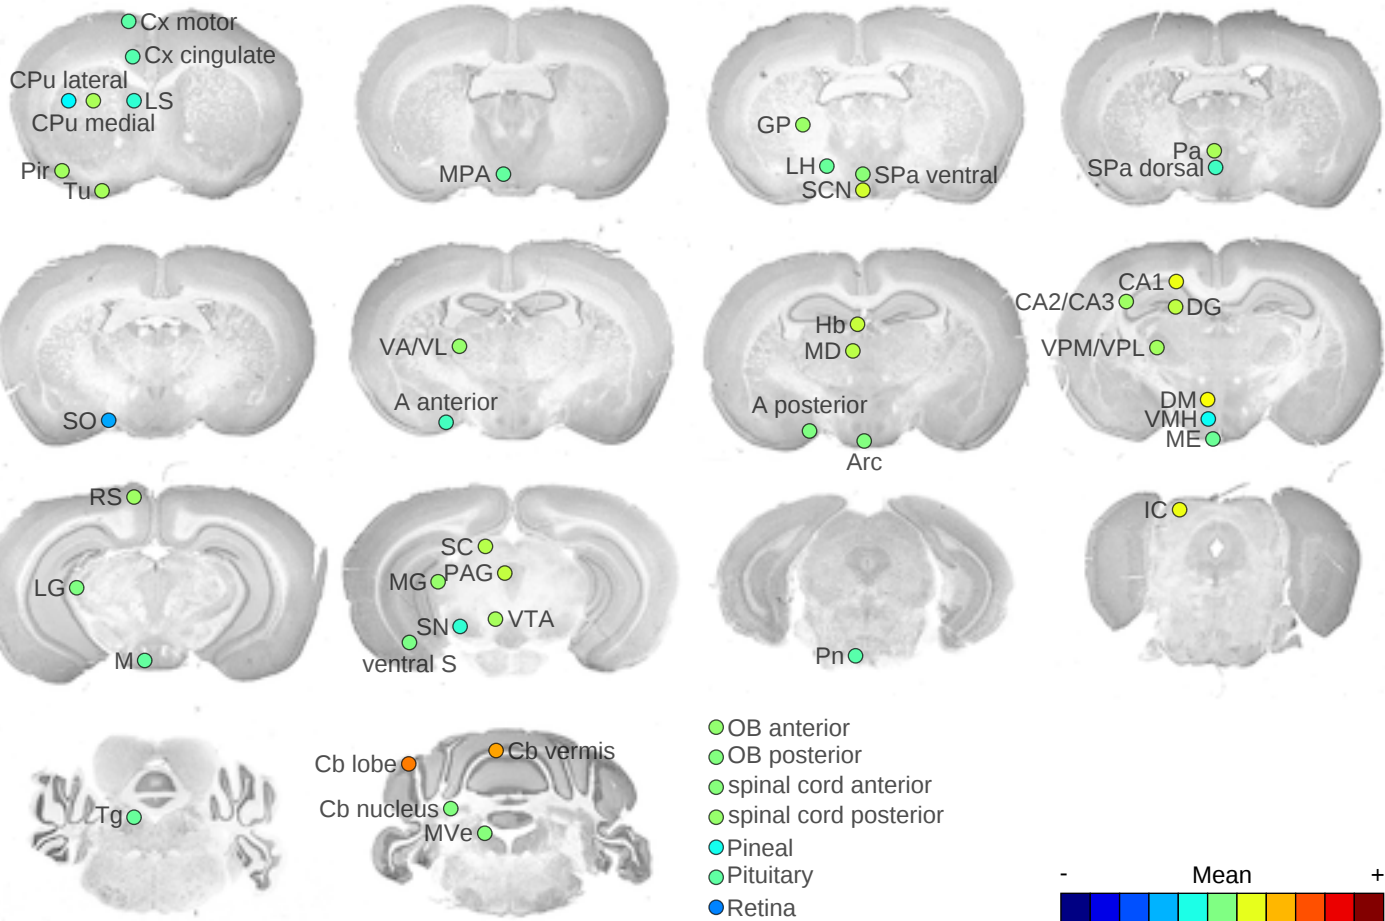 Cx motor
Cx cingulate
CPu lateral
LS
CPu medial
Pir
Tu
MPA
GP
LH
SPa ventral
SCN
Pa
SPa dorsal
SO
VA/VL
A anterior
Hb
MD
A posterior
Arc
CA1
CA2/CA3
DG
VPM/VPL
DM
VMH
ME
RS
LG
M
SC
MG
PAG
SN
VTA
ventral S
Pn
IC
Tg
Cb lobe
Cb vermis
Cb nucleus
MVe
OB anterior
OB posterior
spinal cord anterior
spinal cord posterior
Pineal
Pituitary
Retina
- Mean +